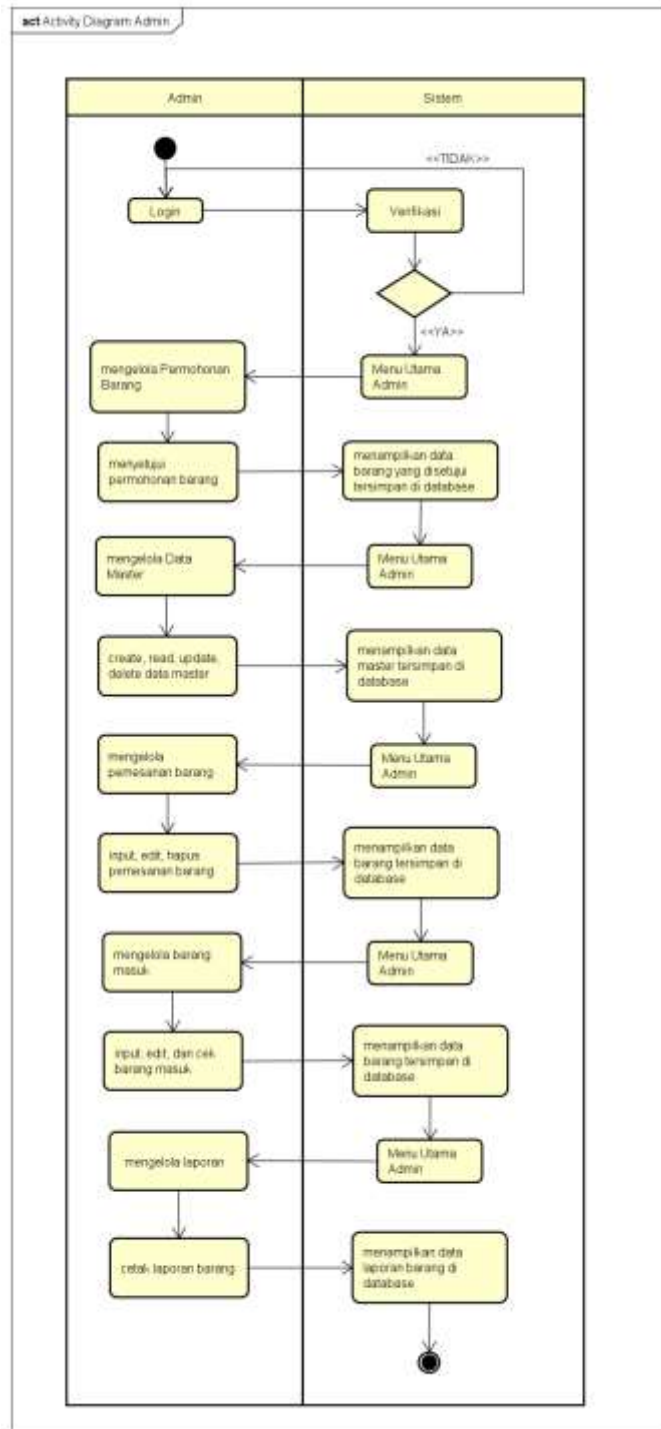 act Activity Diagram Admin
Admin
Sistem
<<TIDAK>>
Login
Verifikasi
<<YA>>
mengelola Permohonan
Barang
Menu Utama
Admin
menyetujui
permohonan barang
menampilkan data
barang yang disetujui
tersimpan di database
mengelola Data
Master
Menu Utama
Admin
create, read, update,
delete data master
menampilkan data
master tersimpan di
database
mengelola
pemesanan barang
Menu Utama
Admin
input, edit, hapus
pemesanan barang
menampilkan data
barang tersimpan di
database
mengelola barang
masuk
Menu Utama
Admin
input, edit, dan cek
barang masuk
menampilkan data
barang tersimpan di
database
mengelola laporan
Menu Utama
Admin
cetak laporan barang
menampilkan data
laporan barang di
database